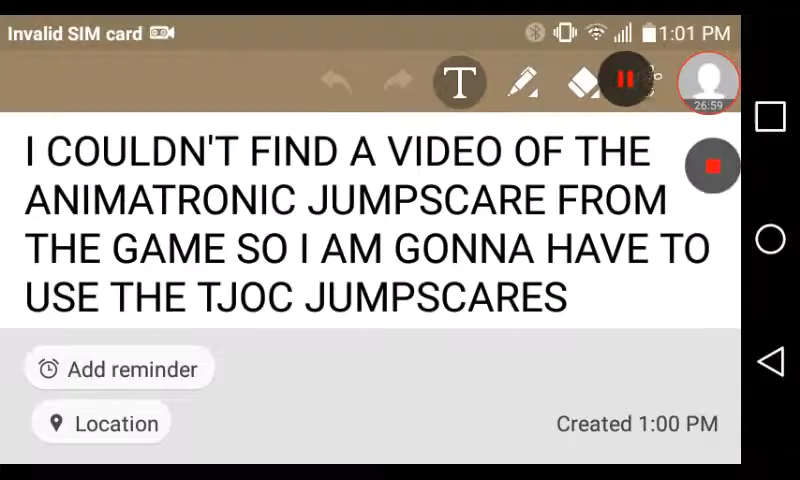 Invalid SIM card 1:01 PM
T
26:59
I COULDN'T FIND A VIDEO OF THE
ANIMATRONIC JUMPSCARE FROM
THE GAME SO I AM GONNA HAVE TO
USE THE TJOC JUMPSCARES
Add reminder
Location Created 1:00 PM